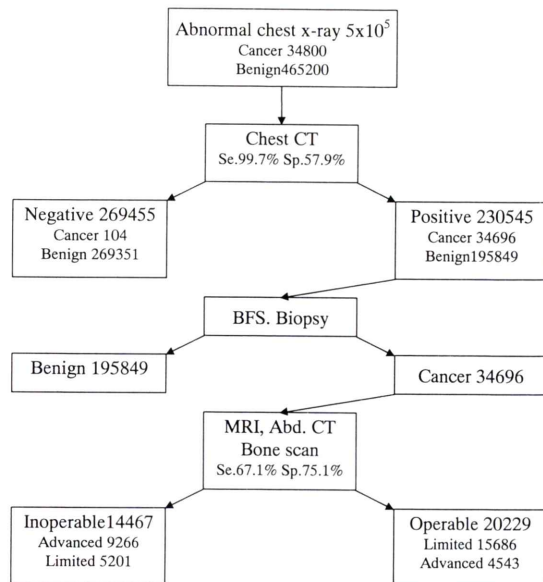 Abnormal chest x-ray 5x10⁵
Cancer 34800
Benign465200
Chest CT
Se.99.7% Sp.57.9%
Negative 269455
Cancer 104
Benign 269351
Positive 230545
Cancer 34696
Benign195849
BFS. Biopsy
Benign 195849
Cancer 34696
MRI, Abd. CT
Bone scan
Se.67.1% Sp.75.1%
Inoperable14467
Advanced 9266
Limited 5201
Operable 20229
Limited 15686
Advanced 4543